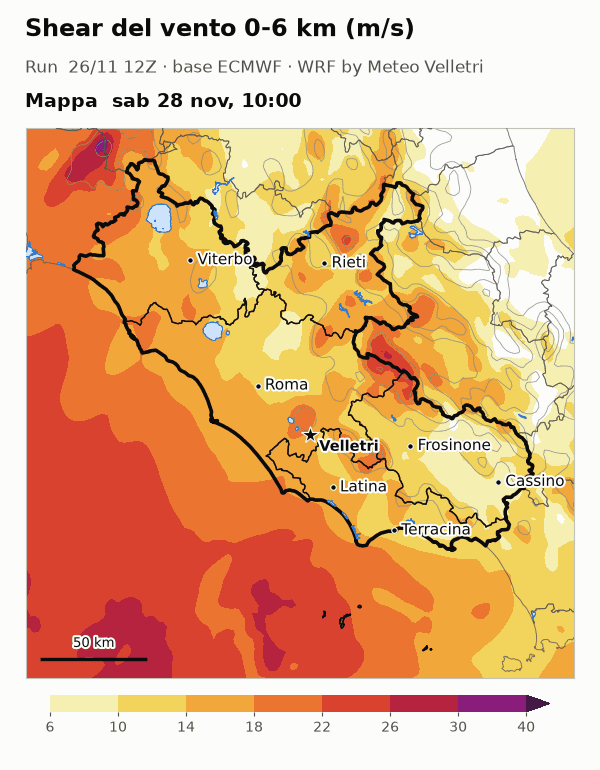 Shear del vento 0-6 km (m/s)
Run 26/11 12Z · base ECMWF · WRF by Meteo Velletri
Mappa sab 28 nov, 10:00
Viterbo
Rieti
Roma
Velletri
Frosinone
Cassino
Latina
Terracina
50 km
6 10 14 18 22 26 30 40